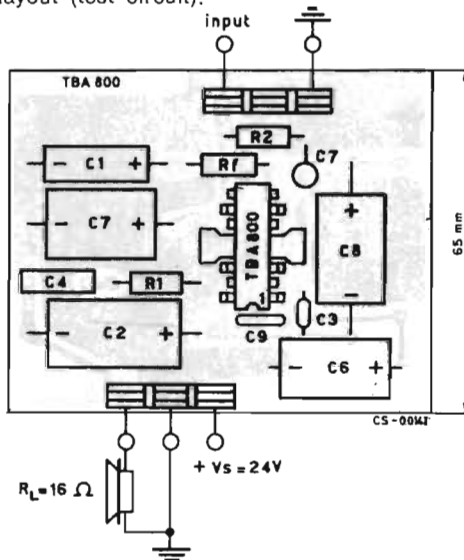 layout (test circuit).
input
TBA 800
R2
C1
Rf
C7
C7
TBA800
C8
C4
R1
1
C2
C9
C3
C6
65 mm
CS-0014
+ Vs = 24V
RL=16 Ω